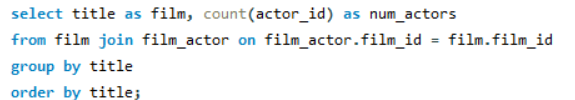 select title as film, count(actor_id) as num_actors
from film join film_actor on film_actor.film_id = film.film_id
group by title
order by title;